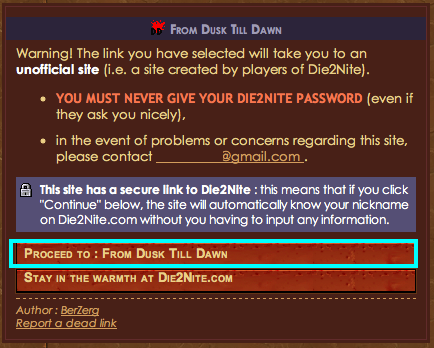 From Dusk Till Dawn
Warning! The link you have selected will take you to an
unofficial site (i.e. a site created by players of Die2Nite).
• YOU MUST NEVER GIVE YOUR DIE2NITE PASSWORD (even if
they ask you nicely),
• in the event of problems or concerns regarding this site,
please contact @gmail.com .
This site has a secure link to Die2Nite : this means that if you click
"Continue" below, the site will automatically know your nickname
on Die2Nite.com without you having to input any information.
Proceed to : From Dusk Till Dawn
Stay in the warmth at Die2Nite.com
Author : BerZerg
Report a dead link